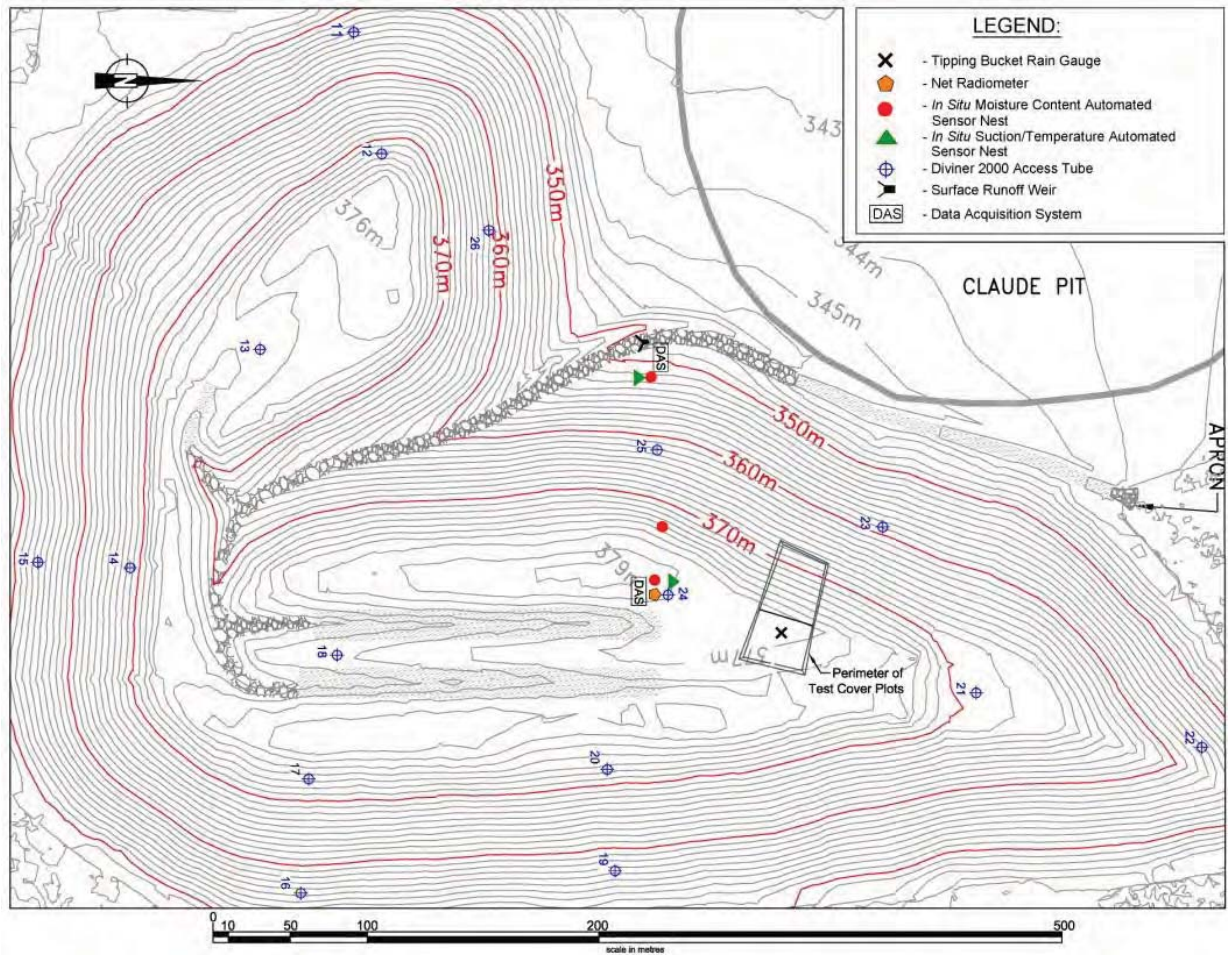 LEGEND:
- Tipping Bucket Rain Gauge
- Net Radiometer
- In Situ Moisture Content Automated
Sensor Nest
- In Situ Suction/Temperature Automated
Sensor Nest
- Diviner 2000 Access Tube
- Surface Runoff Weir
DAS - Data Acquisition System
N
11
12
26
13
14
15
16
17
18
19
20
21
22
23
24
25
376m
350m
360m
370m
343
344m
345m
CLAUDE PIT
APRON
DAS
350m
360m
370m
379m
DAS
377m
Perimeter of
Test Cover Plots
0 10 50 100 200 500
scale in metres